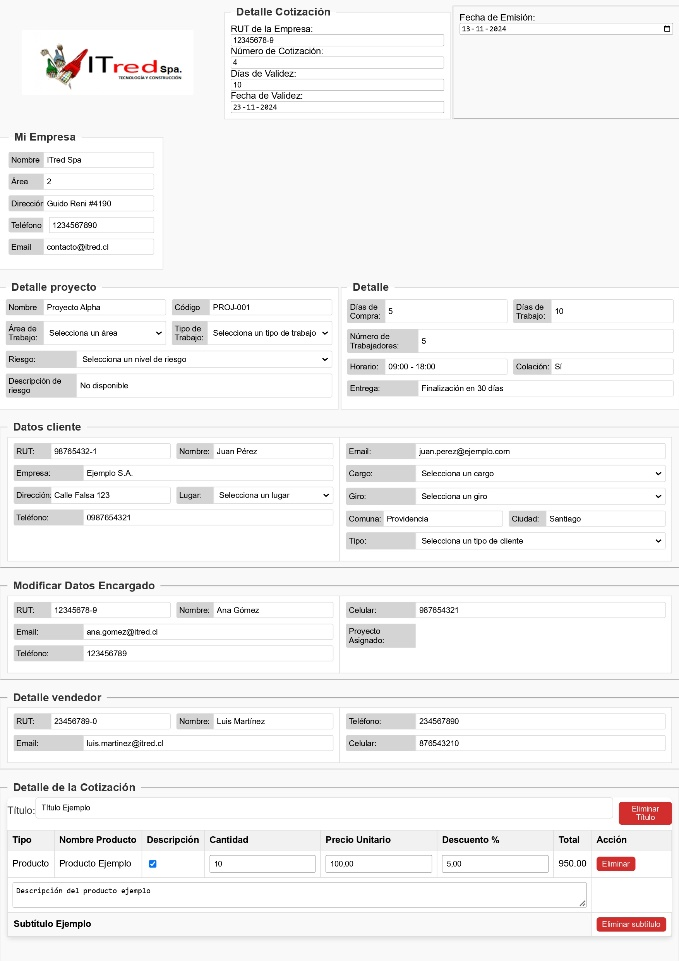 ITred Spa.
TECNOLOGÍA Y CONSTRUCCIÓN
Detalle Cotización
RUT de la Empresa:
12345678-9
Número de Cotización:
4
Días de Validez:
10
Fecha de Validez:
23-11-2024
Fecha de Emisión:
13-11-2024
Mi Empresa
Nombre ITred Spa
Área 2
Dirección Guido Reni #4190
Teléfono 1234567890
Email contacto@itred.cl
Detalle proyecto
Nombre Proyecto Alpha Código PROJ-001
Área de Trabajo: Selecciona un área Tipo de Trabajo: Selecciona un tipo de trabajo
Riesgo: Selecciona un nivel de riesgo
Descripción de riesgo No disponible
Detalle
Días de Compra: 5 Días de Trabajo: 10
Número de Trabajadores: 5
Horario: 09:00 - 18:00 Colación: Sí
Entrega: Finalización en 30 días
Datos cliente
RUT: 98765432-1 Nombre: Juan Pérez
Empresa: Ejemplo S.A.
Dirección: Calle Falsa 123 Lugar: Selecciona un lugar
Teléfono: 0987654321
Email: juan.perez@ejemplo.com
Cargo: Selecciona un cargo
Giro: Selecciona un giro
Comuna: Providencia Ciudad: Santiago
Tipo: Selecciona un tipo de cliente
Modificar Datos Encargado
RUT: 12345678-9 Nombre: Ana Gómez
Email: ana.gomez@itred.cl
Teléfono: 123456789
Celular: 987654321
Proyecto Asignado:
Detalle vendedor
RUT: 23456789-0 Nombre: Luis Martínez
Email: luis.martinez@itred.cl
Teléfono: 234567890
Celular: 876543210
Detalle de la Cotización
Título: Título Ejemplo Eliminar Título
Tipo Nombre Producto Descripción Cantidad Precio Unitario Descuento % Total Acción
Producto Producto Ejemplo 10 100,00 5,00 950.00 Eliminar
Descripción del producto ejemplo
Subtítulo Ejemplo Eliminar subtítulo